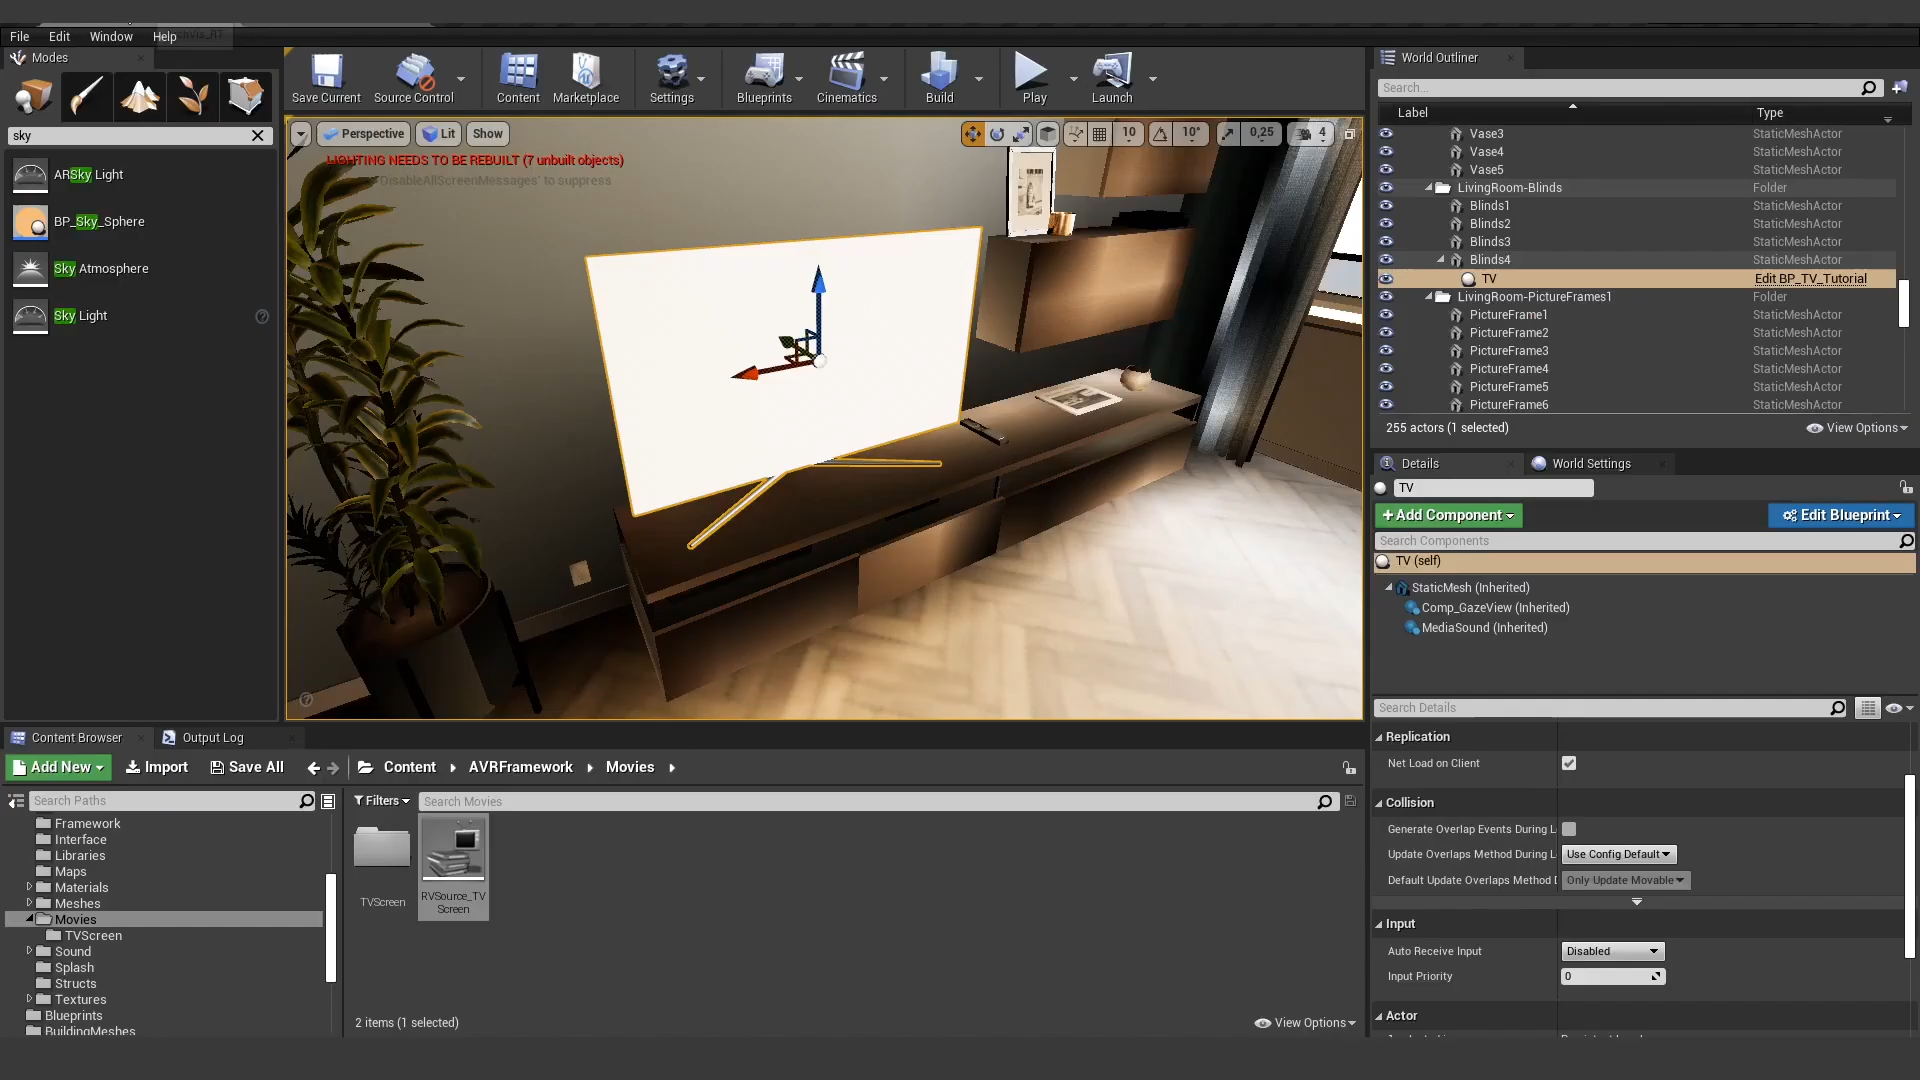 File Edit Window Help
Modes
sky
ARSky Light
BP_Sky_Sphere
Sky Atmosphere
Sky Light
Save Current
Source Control
Content
Marketplace
Settings
Blueprints
Cinematics
Build
Play
Launch
Perspective Lit Show
10 10° 0,25 4
LIGHTING NEEDS TO BE REBUILT (7 unbuilt objects)
'DisableAllScreenMessages' to suppress
World Outliner
Search...
Label Type
Vase3 StaticMeshActor
Vase4 StaticMeshActor
Vase5 StaticMeshActor
LivingRoom-Blinds Folder
Blinds1 StaticMeshActor
Blinds2 StaticMeshActor
Blinds3 StaticMeshActor
Blinds4 StaticMeshActor
TV Edit BP_TV_Tutorial
LivingRoom-PictureFrames1 Folder
PictureFrame1 StaticMeshActor
PictureFrame2 StaticMeshActor
PictureFrame3 StaticMeshActor
PictureFrame4 StaticMeshActor
PictureFrame5 StaticMeshActor
PictureFrame6 StaticMeshActor
255 actors (1 selected) View Options
Details World Settings
TV
+Add Component Edit Blueprint
Search Components
TV (self)
StaticMesh (Inherited)
Comp_GazeView (Inherited)
MediaSound (Inherited)
Search Details
Replication
Net Load on Client
Collision
Generate Overlap Events During L
Update Overlaps Method During L Use Config Default
Default Update Overlaps Method D Only Update Movable
Input
Auto Receive Input Disabled
Input Priority 0
Actor
Content Browser Output Log
Add New Import Save All Content AVRFramework Movies
Search Paths
Framework
Interface
Libraries
Maps
Materials
Meshes
Movies
TVScreen
Sound
Splash
Structs
Textures
Blueprints
BuildingMeshes
Filters Search Movies
TVScreen
RVSource_TV
Screen
2 items (1 selected) View Options